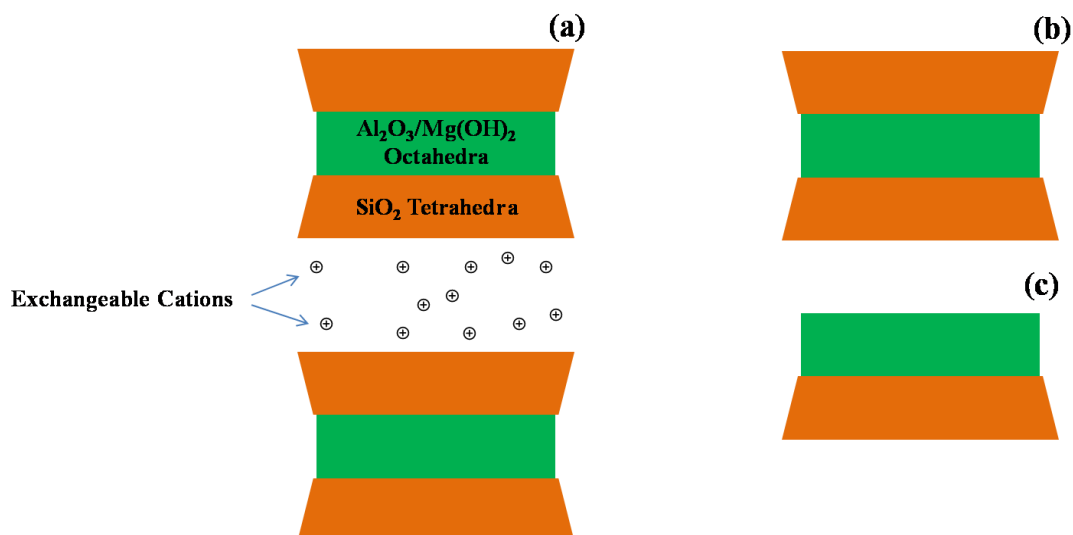 (a)
(b)
Al₂O₃/Mg(OH)₂
Octahedra
SiO₂ Tetrahedra
Exchangeable Cations
(c)